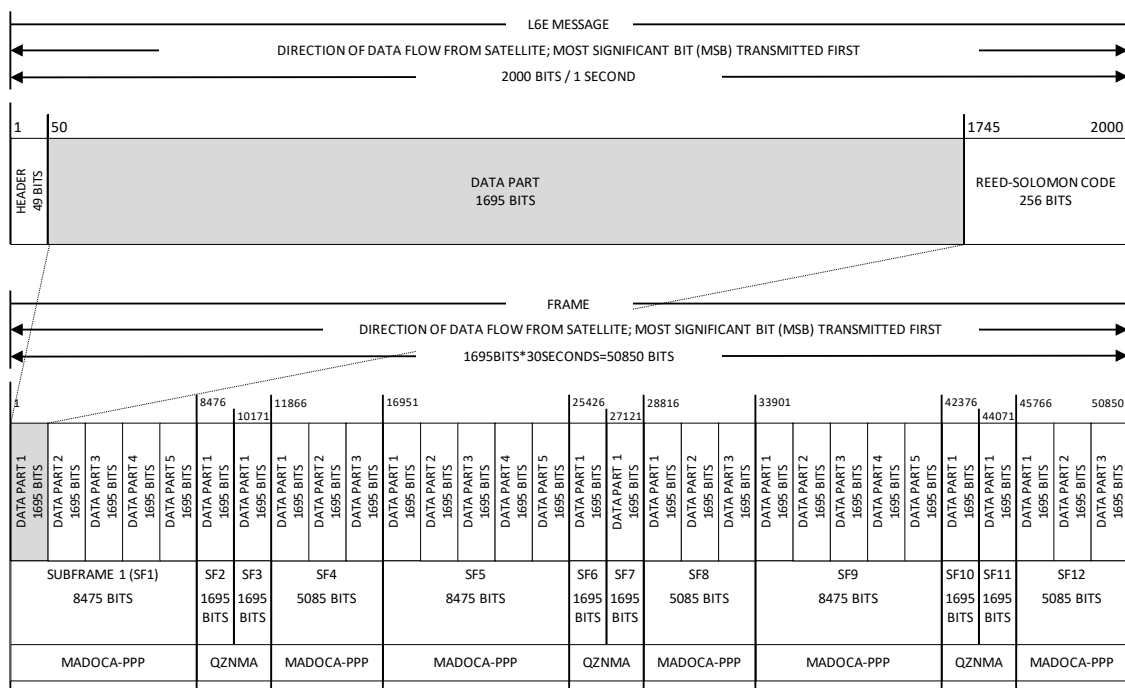 L6E MESSAGE
DIRECTION OF DATA FLOW FROM SATELLITE; MOST SIGNIFICANT BIT (MSB) TRANSMITTED FIRST
2000 BITS / 1 SECOND
1 50 1745 2000
HEADER
49 BITS
DATA PART
1695 BITS
REED-SOLOMON CODE
256 BITS
FRAME
DIRECTION OF DATA FLOW FROM SATELLITE; MOST SIGNIFICANT BIT (MSB) TRANSMITTED FIRST
1695BITS*30SECONDS=50850 BITS
1 8476 10171 11866 16951 25426 27121 28816 33901 42376 44071 45766 50850
DATA PART 1
1695 BITS
DATA PART 2
1695 BITS
DATA PART 3
1695 BITS
DATA PART 4
1695 BITS
DATA PART 5
1695 BITS
DATA PART 1
1695 BITS
DATA PART 1
1695 BITS
DATA PART 1
1695 BITS
DATA PART 2
1695 BITS
DATA PART 3
1695 BITS
DATA PART 1
1695 BITS
DATA PART 2
1695 BITS
DATA PART 3
1695 BITS
DATA PART 4
1695 BITS
DATA PART 5
1695 BITS
DATA PART 1
1695 BITS
DATA PART 1
1695 BITS
DATA PART 1
1695 BITS
DATA PART 2
1695 BITS
DATA PART 3
1695 BITS
DATA PART 1
1695 BITS
DATA PART 2
1695 BITS
DATA PART 3
1695 BITS
DATA PART 4
1695 BITS
DATA PART 5
1695 BITS
DATA PART 1
1695 BITS
DATA PART 1
1695 BITS
DATA PART 1
1695 BITS
DATA PART 2
1695 BITS
DATA PART 3
1695 BITS
SUBFRAME 1 (SF1)
8475 BITS
SF2
1695
BITS
SF3
1695
BITS
SF4
5085 BITS
SF5
8475 BITS
SF6
1695
BITS
SF7
1695
BITS
SF8
5085 BITS
SF9
8475 BITS
SF10
1695
BITS
SF11
1695
BITS
SF12
5085 BITS
MADOCA-PPP QZNMA MADOCA-PPP MADOCA-PPP QZNMA MADOCA-PPP MADOCA-PPP QZNMA MADOCA-PPP